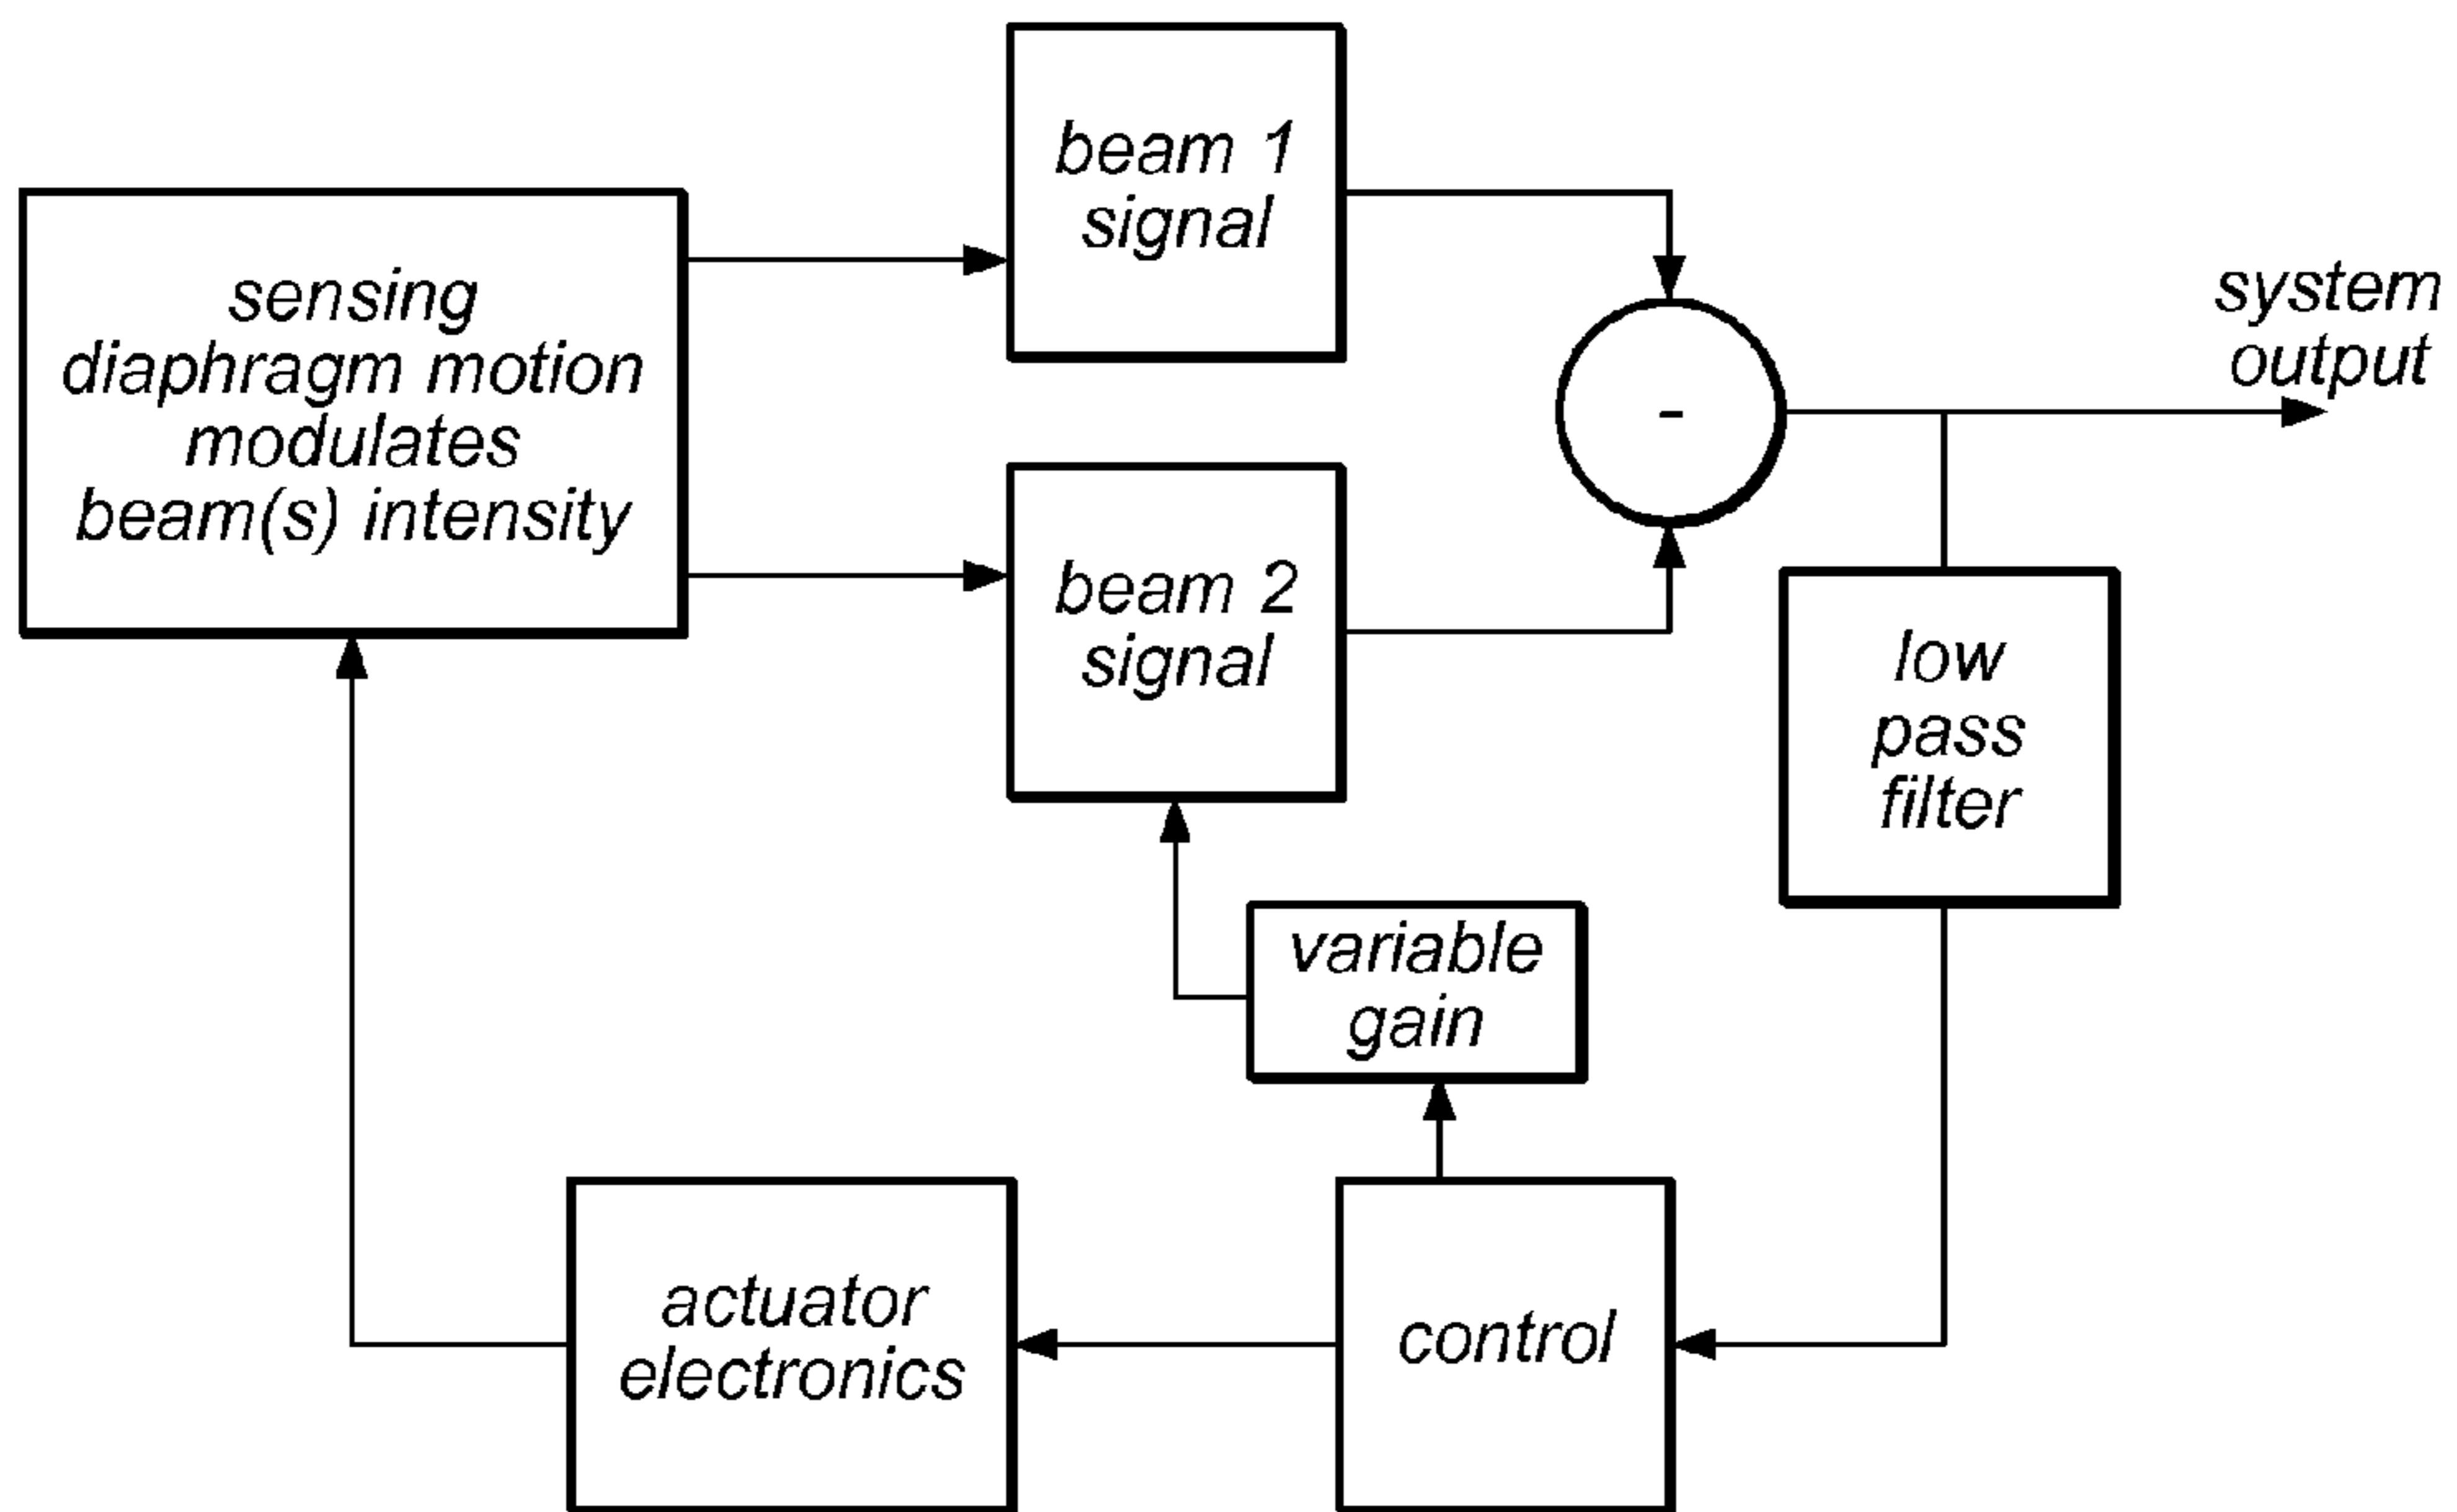 beam 1
signal
sensing
diaphragm motion
modulates
beam(s) intensity
system
output
-
beam 2
signal
low
pass
filter
variable
gain
actuator
electronics
control